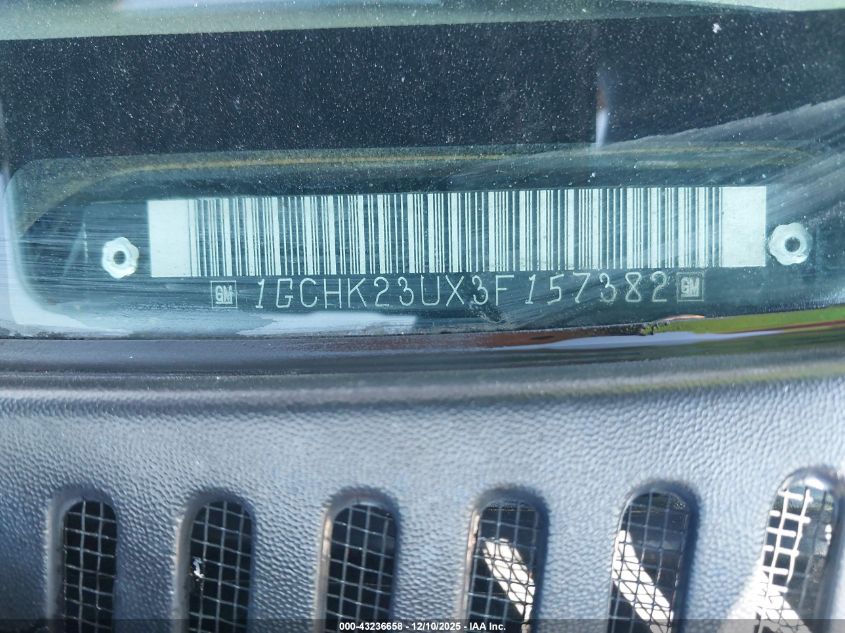 GM 1GCHK23UX3F157382 GM
000-43236658 - 12/10/2025 - IAA Inc.